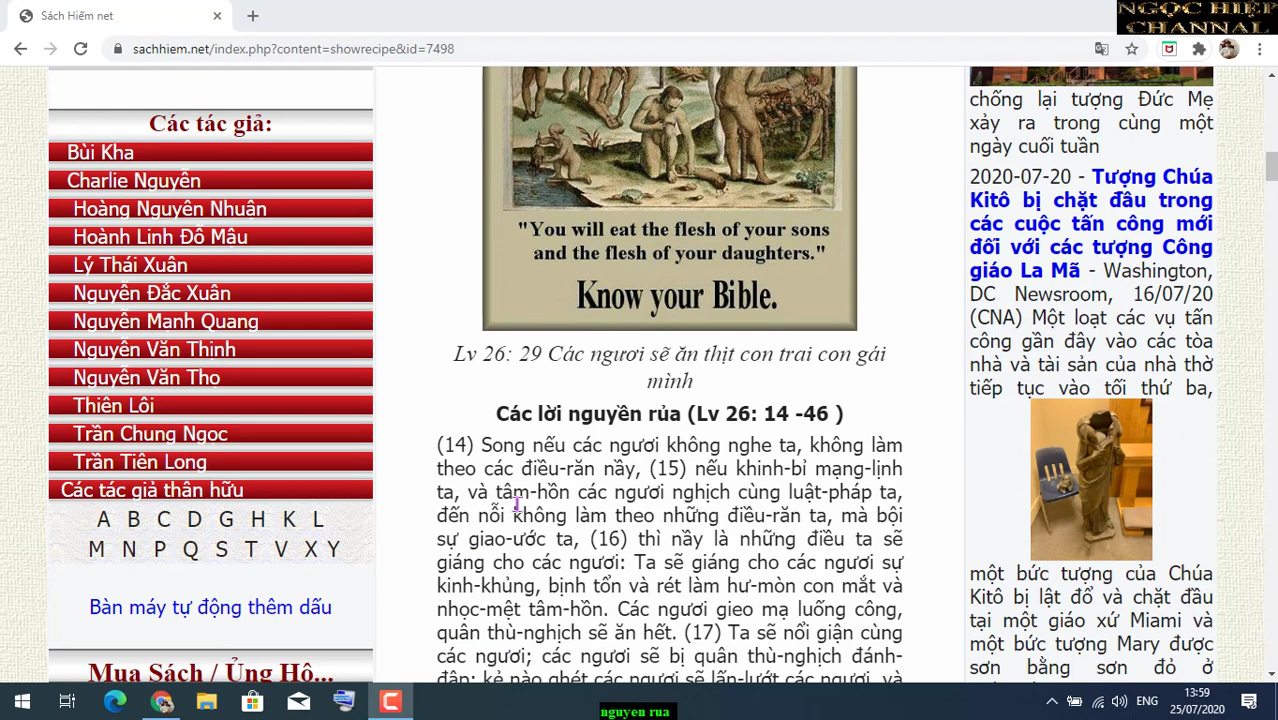 Sách Hiếm net
NGỌC HIỆP
CHANNAL
sachhiem.net/index.php?content=showrecipe&id=7498
Các tác giả:
Bùi Kha
Charlie Nguyễn
Hoàng Nguyên Nhuận
Hoành Linh Đỗ Mậu
Lý Thái Xuân
Nguyễn Đắc Xuân
Nguyễn Mạnh Quang
Nguyễn Văn Thịnh
Nguyễn Văn Thọ
Thiên Lôi
Trần Chung Ngọc
Trần Tiên Long
Các tác giả thân hữu
A B C D G H K L
M N P Q S T V X Y
Bàn máy tự động thêm dấu
Mua Sách / Ủng Hộ...
"You will eat the flesh of your sons
and the flesh of your daughters."
Know your Bible.
Lv 26: 29 Các ngươi sẽ ăn thịt con trai con gái
mình
Các lời nguyền rủa (Lv 26: 14 -46 )
(14) Song nếu các ngươi không nghe ta, không làm
theo các điều-răn nầy, (15) nếu khinh-bỉ mạng-lịnh
ta, và tâm-hồn các ngươi nghịch cùng luật-pháp ta,
đến nỗi không làm theo những điều-răn ta, mà bội
sự giao-ước ta, (16) thì nầy là những điều ta sẽ
giáng cho các ngươi: Ta sẽ giáng cho các ngươi sự
kinh-khủng, bịnh tổn và rét làm hư-mòn con mắt và
nhọc-mệt tâm-hồn. Các ngươi gieo mạ luống công,
quân thù-nghịch sẽ ăn hết. (17) Ta sẽ nổi giận cùng
các ngươi; các ngươi sẽ bị quân thù-nghịch đánh-
đập; kẻ nào ghét các ngươi sẽ lấn-lướt các ngươi, và
chống lại tượng Đức Mẹ
xảy ra trong cùng một
ngày cuối tuần
2020-07-20 - Tượng Chúa
Kitô bị chặt đầu trong
các cuộc tấn công mới
đối với các tượng Công
giáo La Mã - Washington,
DC Newsroom, 16/07/20
(CNA) Một loạt các vụ tấn
công gần đây vào các tòa
nhà và tài sản của nhà thờ
tiếp tục vào tối thứ ba,
một bức tượng của Chúa
Kitô bị lật đổ và chặt đầu
tại một giáo xứ Miami và
một bức tượng Mary được
sơn bằng sơn đỏ ở
ENG
13:59
25/07/2020
nguyen rua